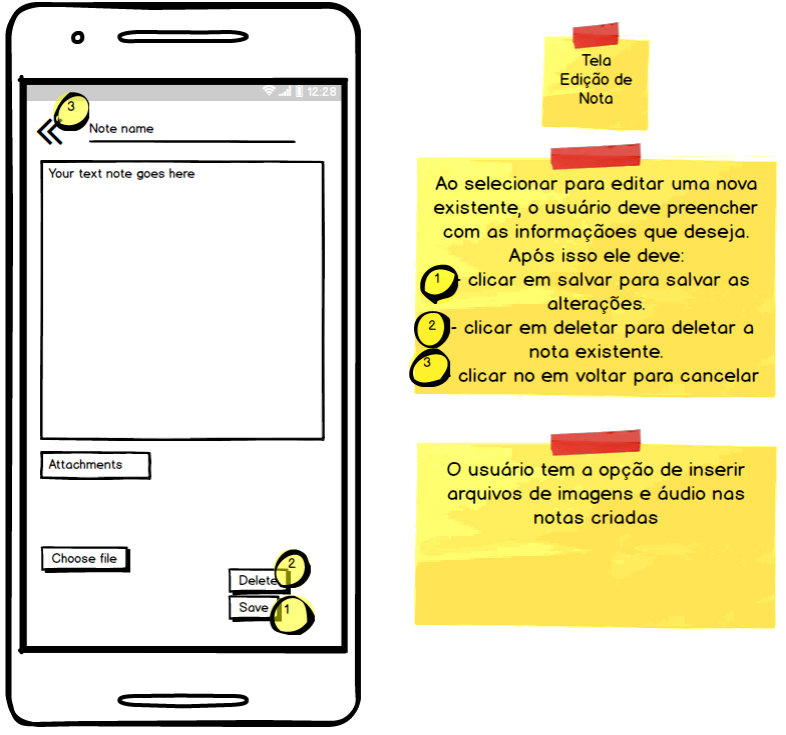 12.28
3
Note name
Your text note goes here
Attachments
Choose file
2
Delete
Save
1
Tela
Edição de
Nota
Ao selecionar para editar uma nova
existente, o usuário deve preencher
com as informaçãoes que deseja.
Após isso ele deve:
1 - clicar em salvar para salvar as
alterações.
2 - clicar em deletar para deletar a
nota existente.
3 - clicar no em voltar para cancelar
O usuário tem a opção de inserir
arquivos de imagens e áudio nas
notas criadas